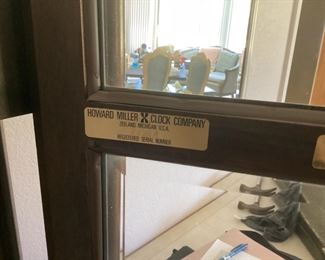 HOWARD MILLER CLOCK COMPANY
ZEELAND, MICHIGAN U.S.A.
REGISTERED SERIAL NUMBER